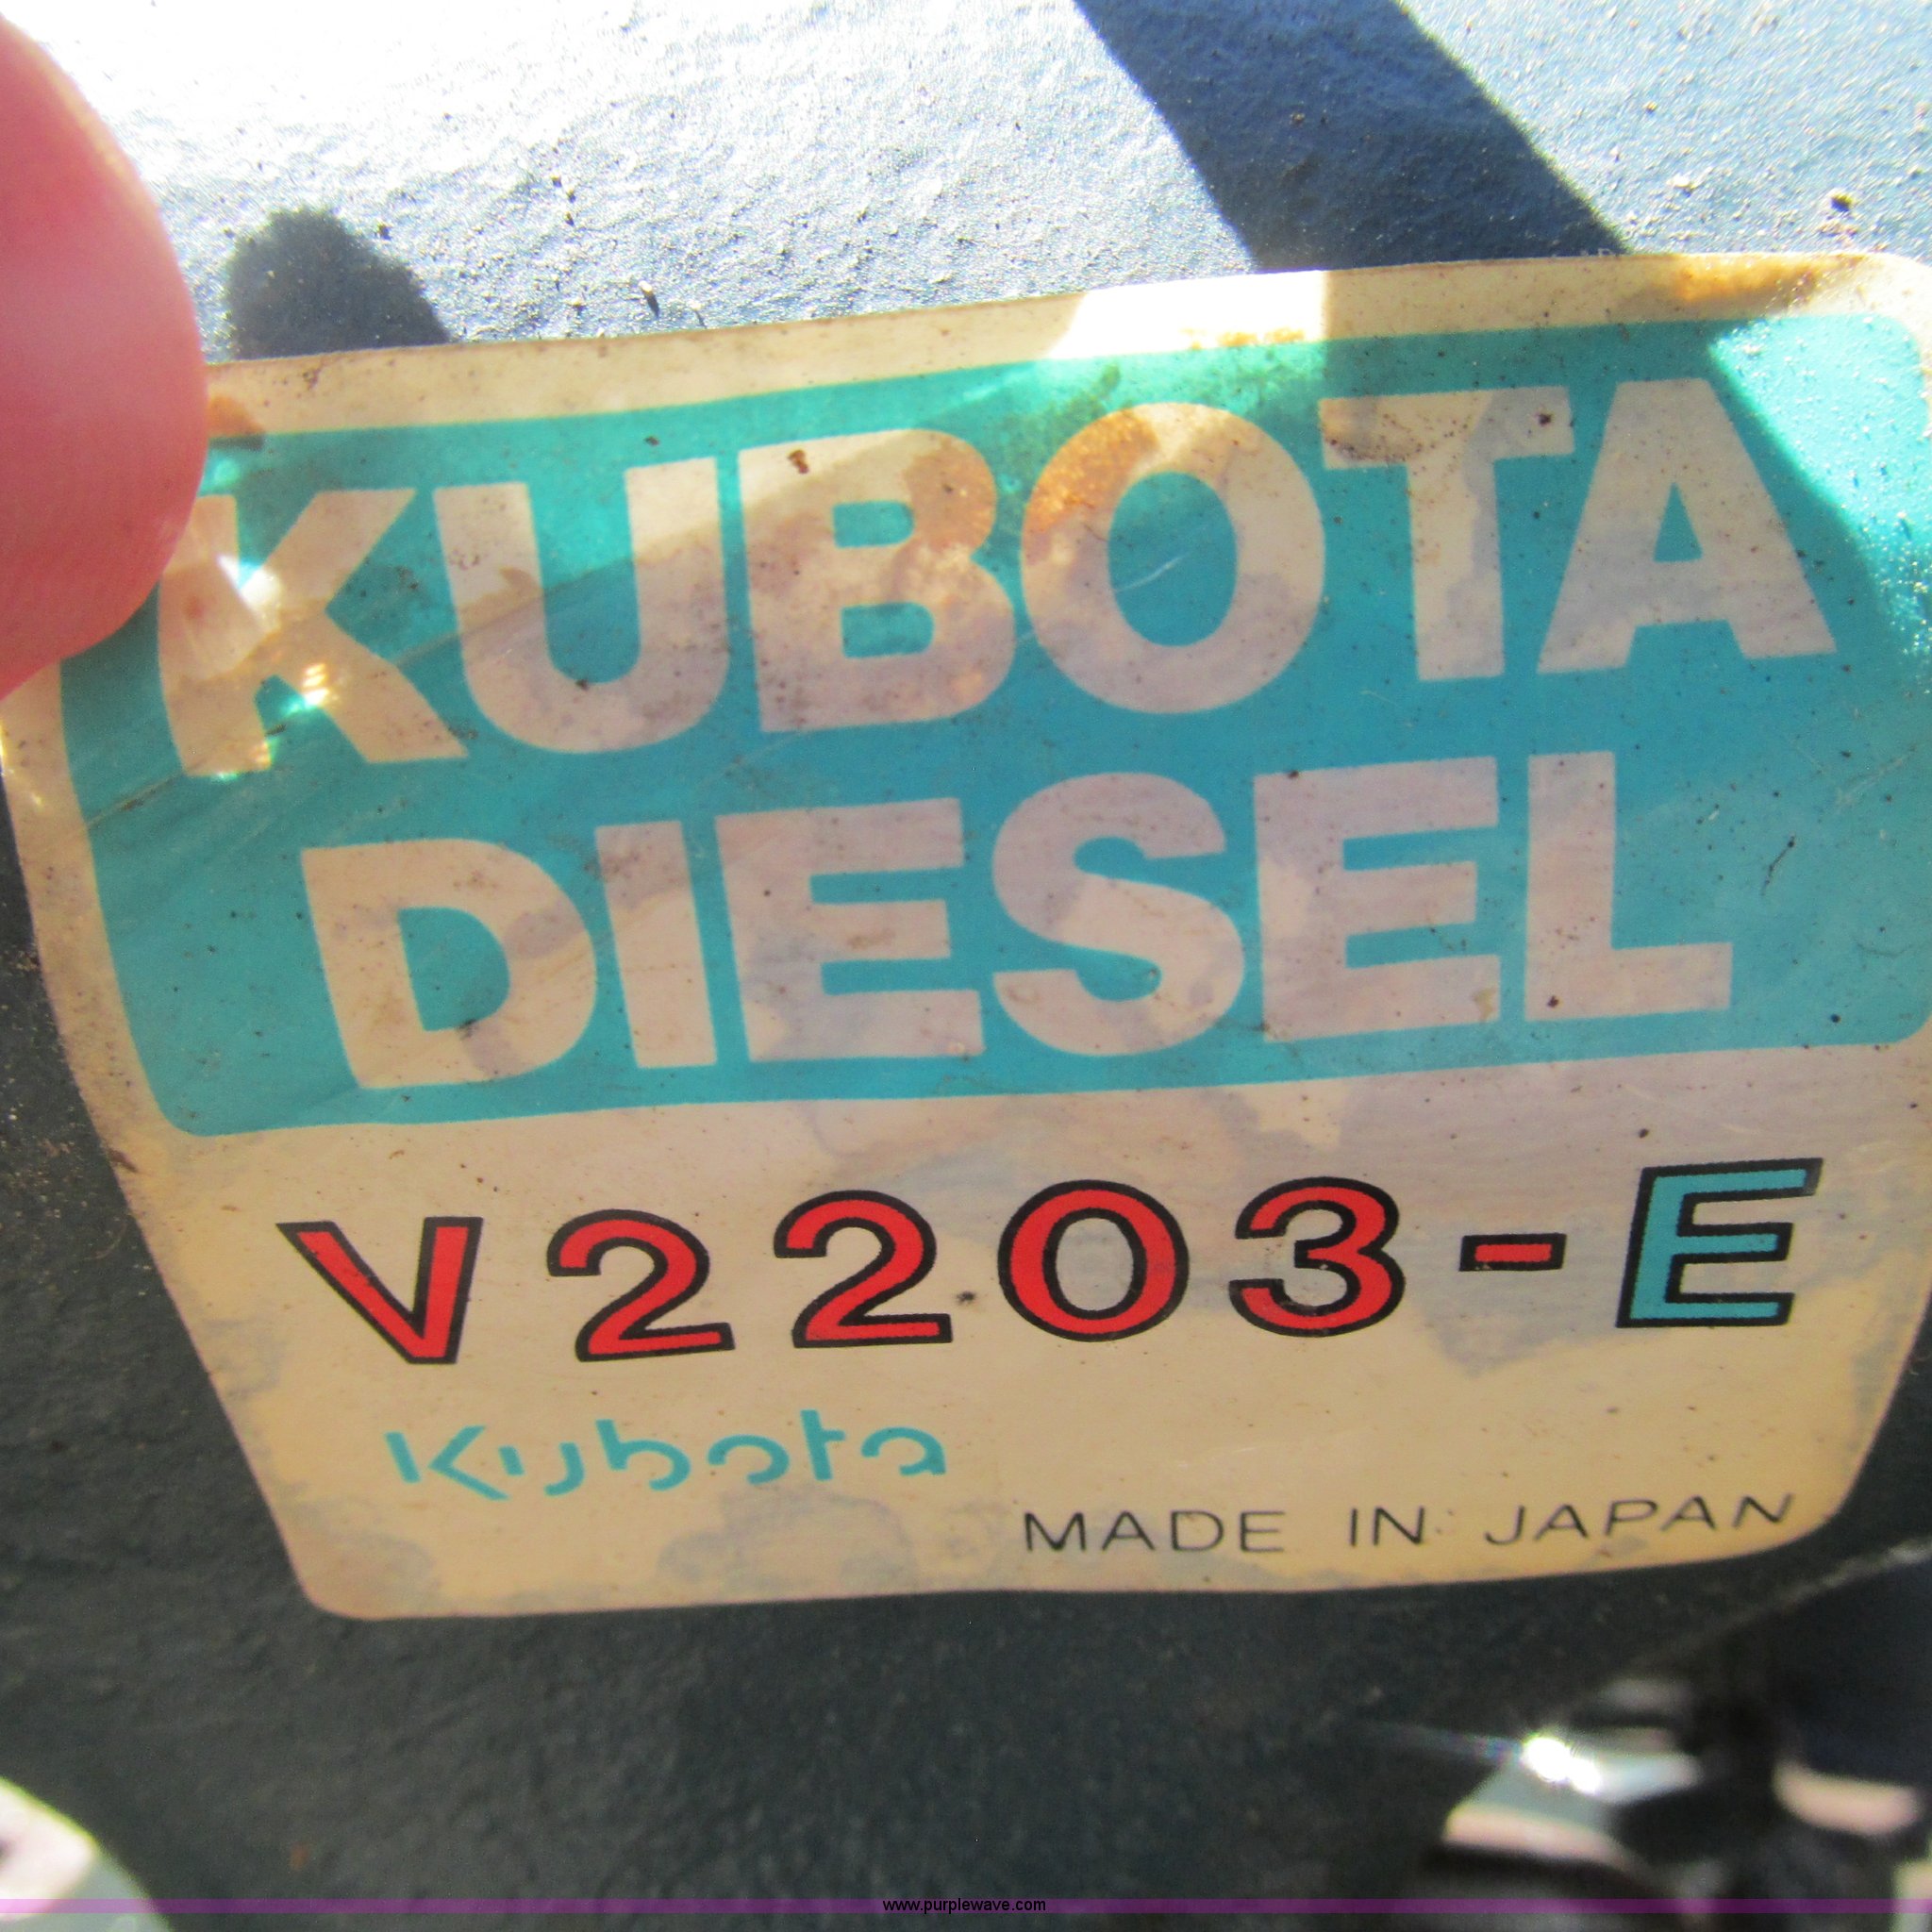 KUBOTA
DIESEL
V2203-E
Kubota
MADE IN JAPAN
www.purplewave.com